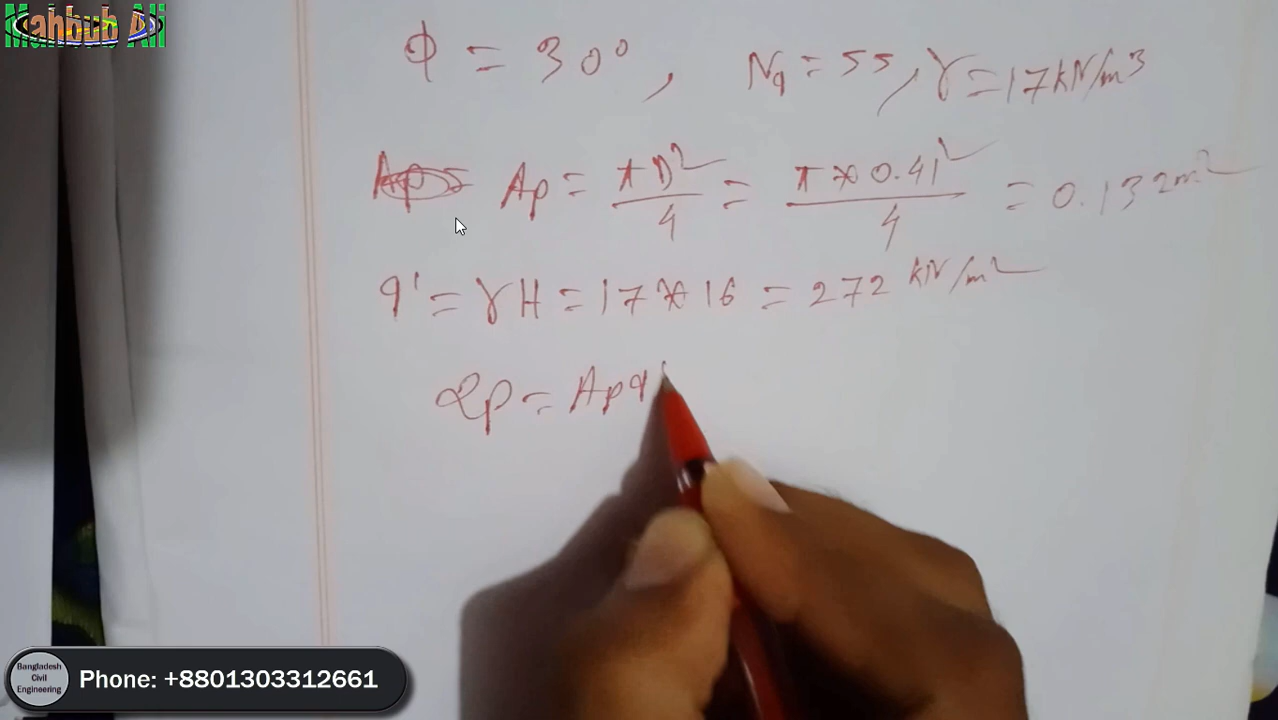 Mahbub Ali
ϕ = 30°, Nq = 55, γ = 17 kN/m³
Ap = πD²/4 = π * 0.41²/4 = 0.132 m²
q' = γH = 17 * 16 = 272 kN/m²
Qp = Apq'
Bangladesh
Civil
Engineering
Phone: +8801303312661